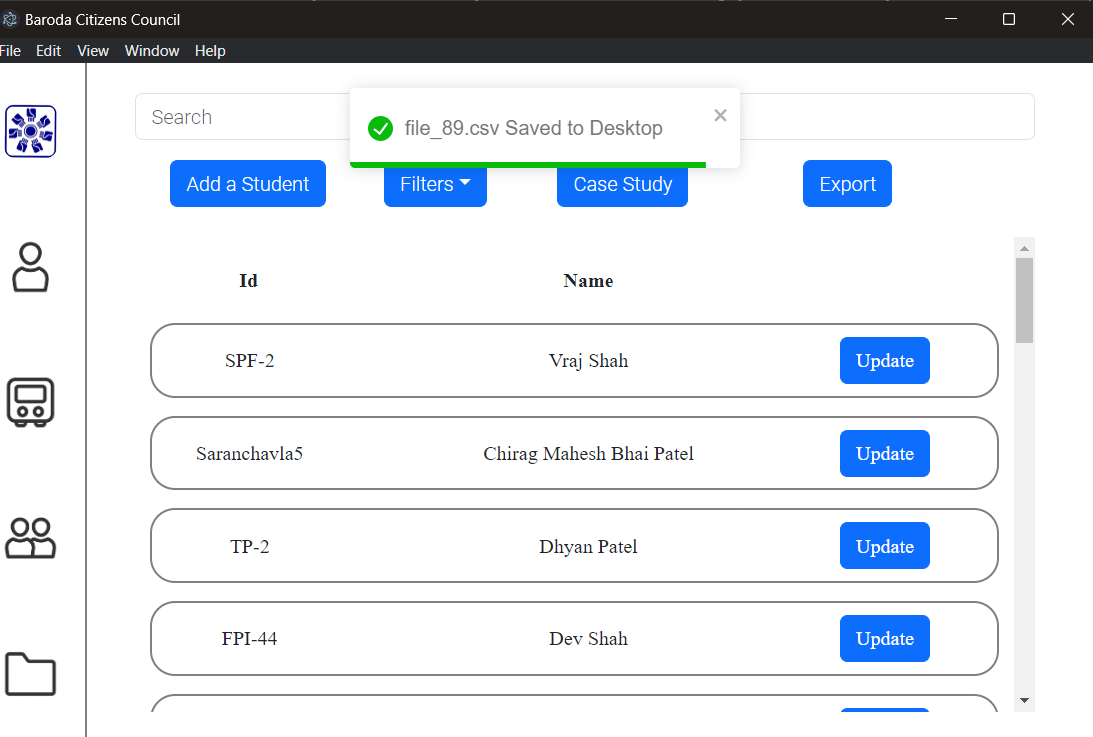 Baroda Citizens Council
File Edit View Window Help
Search
file_89.csv Saved to Desktop
Add a Student Filters Case Study Export
Id Name
SPF-2 Vraj Shah Update
Saranchavla5 Chirag Mahesh Bhai Patel Update
TP-2 Dhyan Patel Update
FPI-44 Dev Shah Update